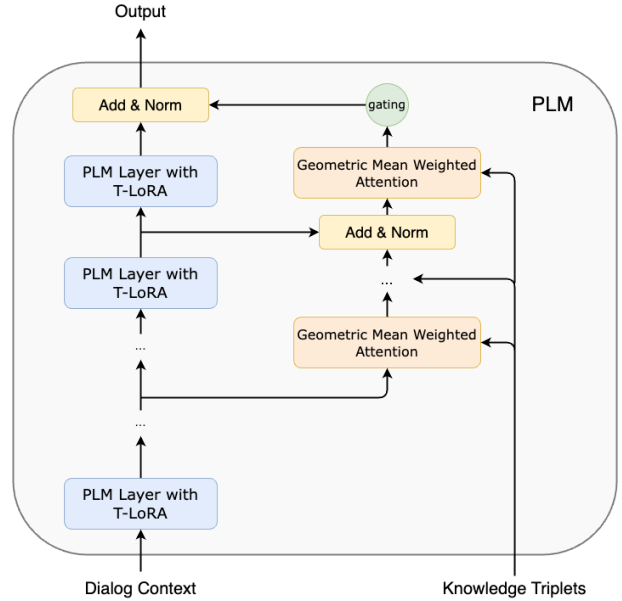 Output
PLM
Add & Norm
gating
PLM Layer with
T-LoRA
Geometric Mean Weighted
Attention
Add & Norm
PLM Layer with
T-LoRA
...
...
Geometric Mean Weighted
Attention
...
PLM Layer with
T-LoRA
Dialog Context
Knowledge Triplets